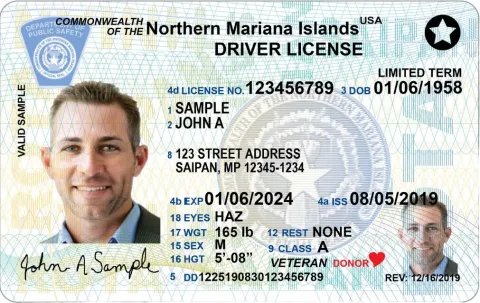 COMMONWEALTH OF THE Northern Mariana Islands USA
DRIVER LICENSE
DEPARTMENT OF PUBLIC SAFETY
VALID SAMPLE
LIMITED TERM
4d LICENSE NO. 123456789 3 DOB 01/06/1958
1 SAMPLE
2 JOHN A
8 123 STREET ADDRESS
SAIPAN, MP 12345-1234
4b EXP 01/06/2024 4a ISS 08/05/2019
18 EYES HAZ
17 WGT 165 lb 12 REST NONE
15 SEX M 9 CLASS A
16 HGT 5'-08" VETERAN DONOR
5 DD 1225190830123456789 REV: 12/16/2019
John A Sample